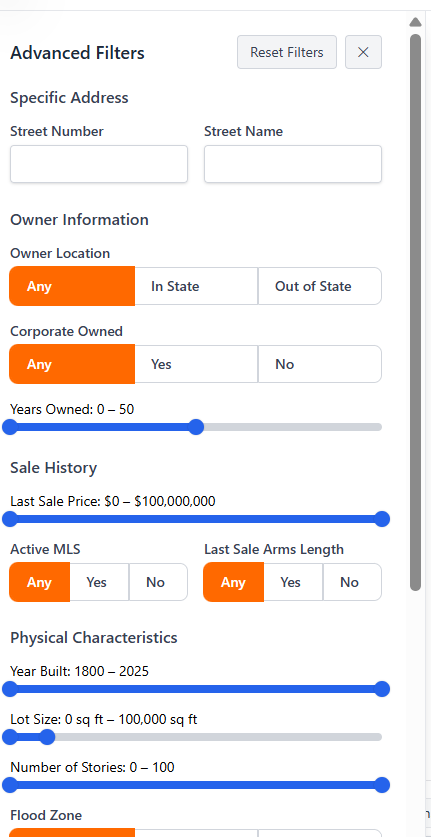 Advanced Filters Reset Filters ×
Specific Address
Street Number Street Name
Owner Information
Owner Location
Any In State Out of State
Corporate Owned
Any Yes No
Years Owned: 0 – 50
Sale History
Last Sale Price: $0 – $100,000,000
Active MLS Last Sale Arms Length
Any Yes No Any Yes No
Physical Characteristics
Year Built: 1800 – 2025
Lot Size: 0 sq ft – 100,000 sq ft
Number of Stories: 0 – 100
Flood Zone